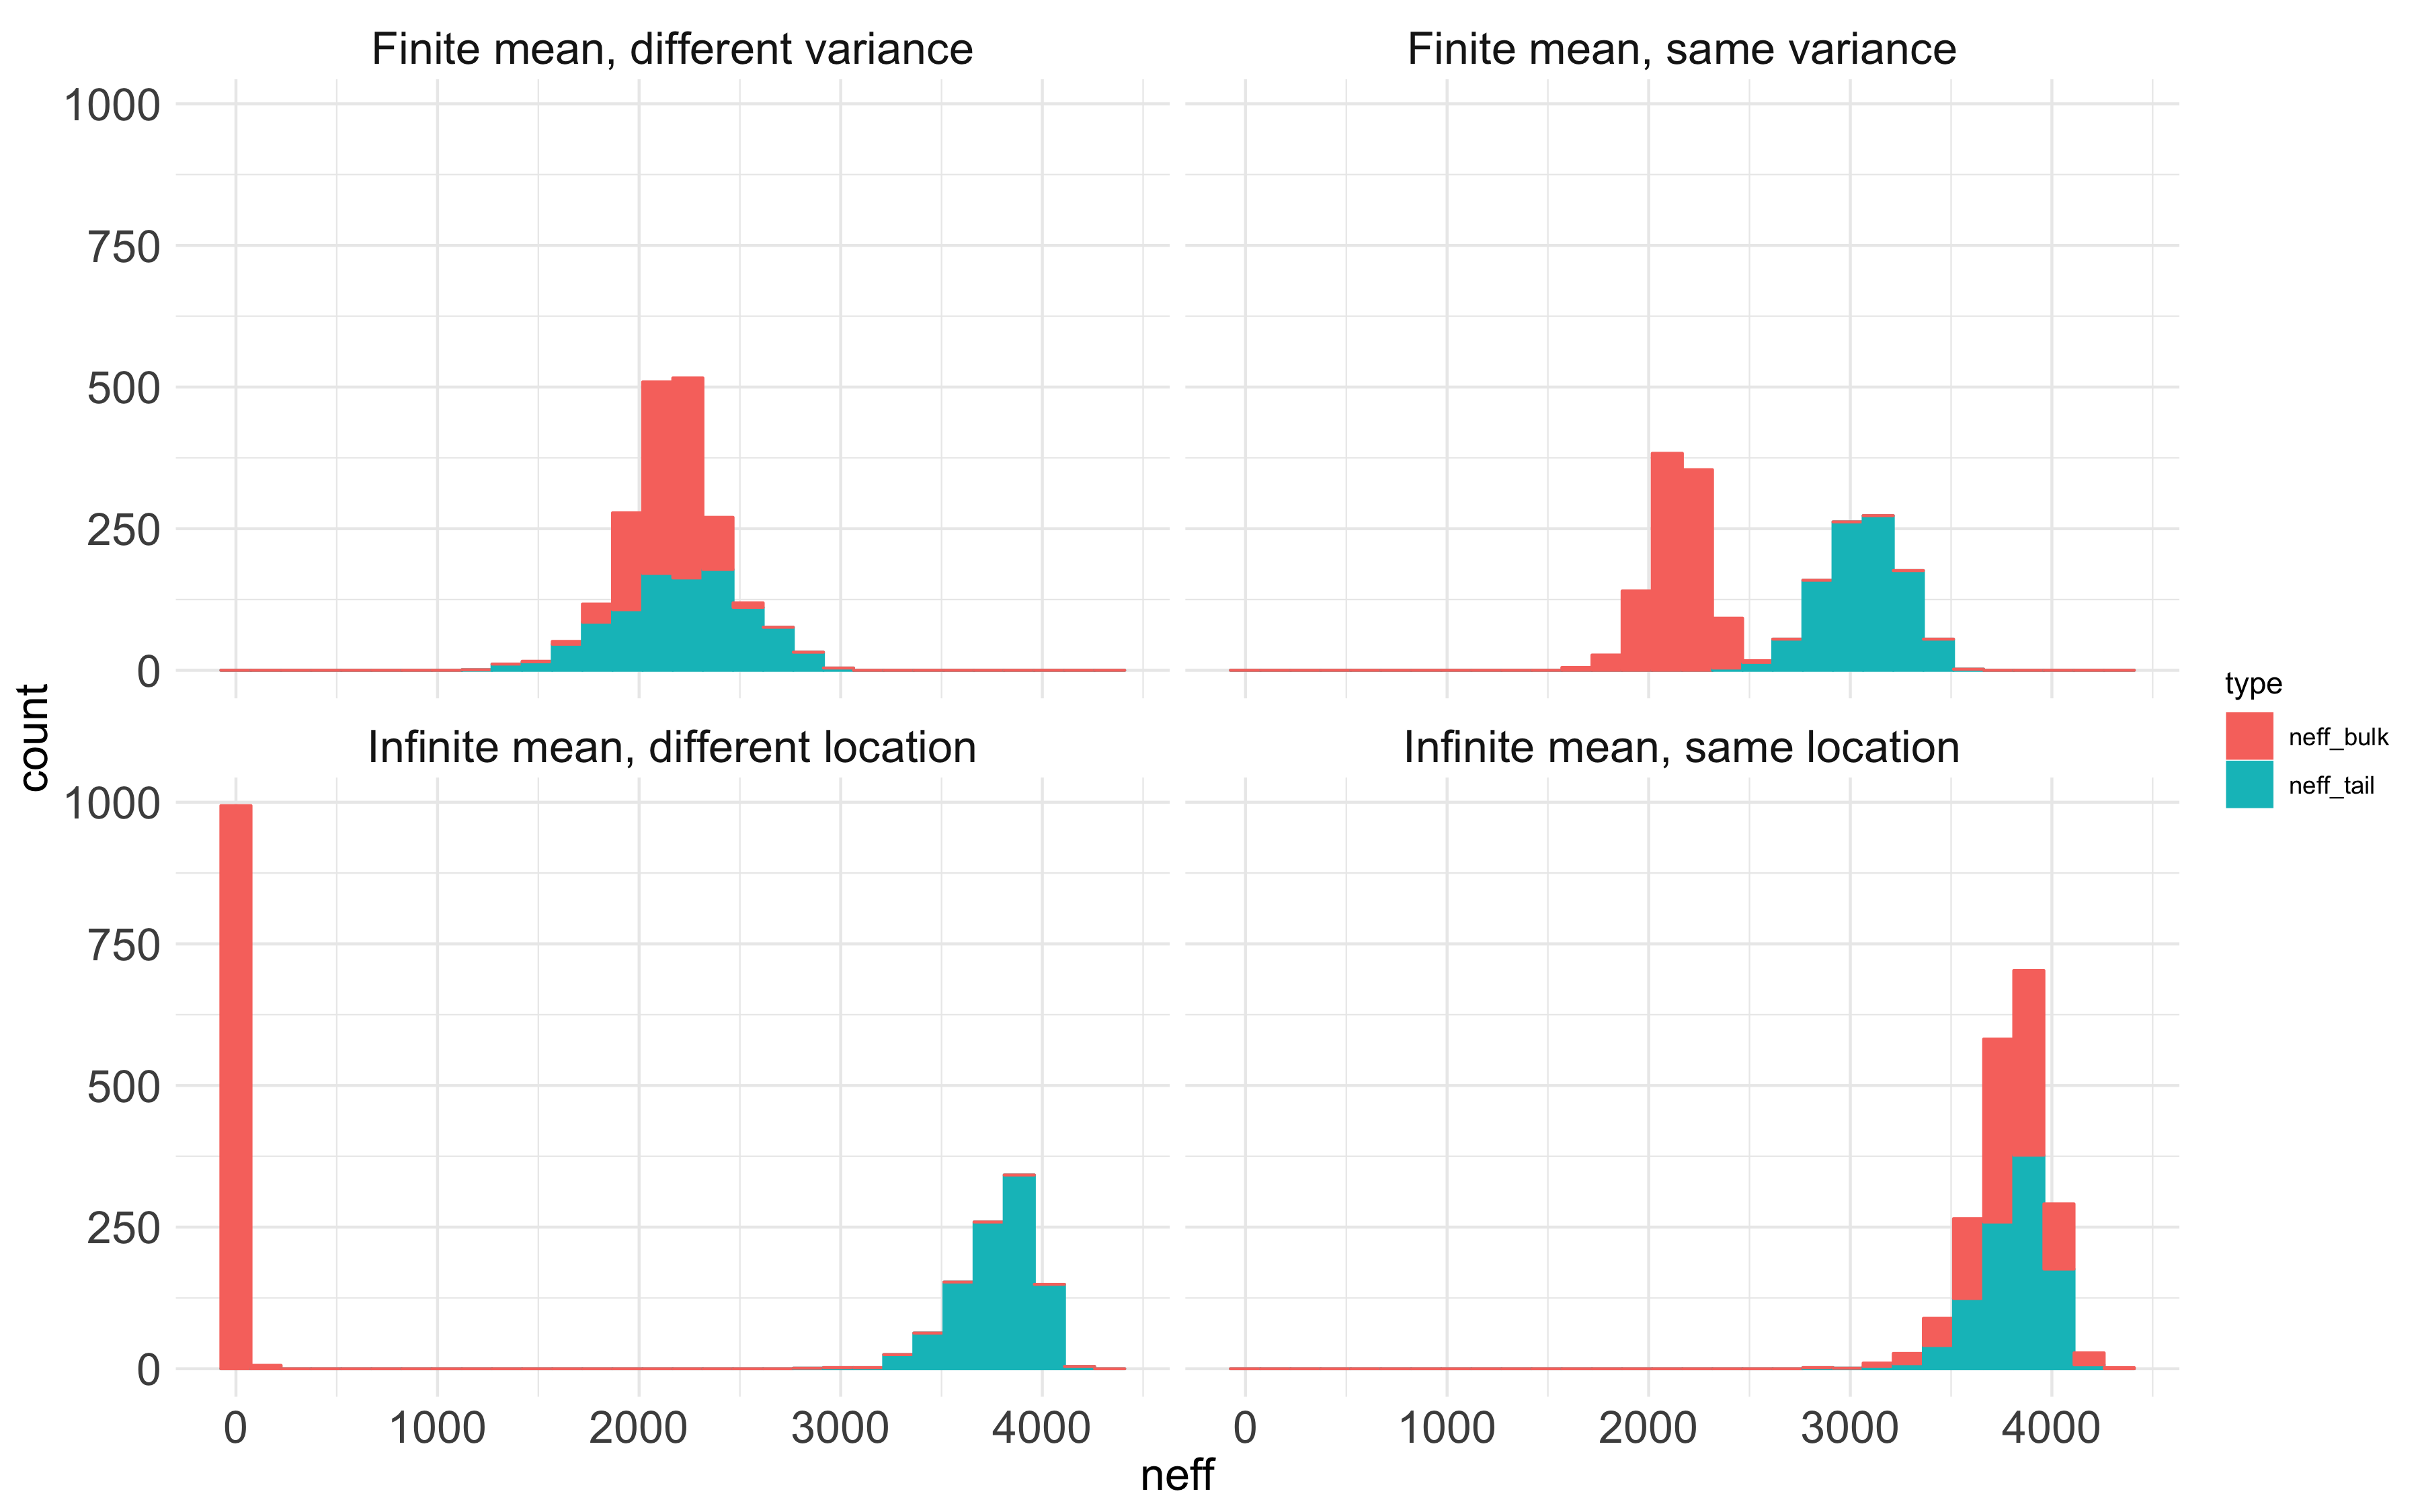 Finite mean, different variance
Finite mean, same variance
1000
750
500
250
0
count
Infinite mean, different location
Infinite mean, same location
1000
750
500
250
0
0 1000 2000 3000 4000
0 1000 2000 3000 4000
neff
type
neff_bulk
neff_tail